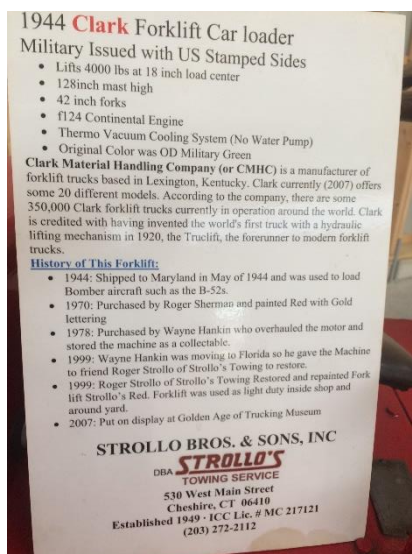 1944 Clark Forklift Car loader
Military Issued with US Stamped Sides
• Lifts 4000 lbs at 18 inch load center
• 128inch mast high
• 42 inch forks
• f124 Continental Engine
• Thermo Vacuum Cooling System (No Water Pump)
• Original Color was OD Military Green
Clark Material Handling Company (or CMHC) is a manufacturer of
forklift trucks based in Lexington, Kentucky. Clark currently (2007) offers
some 20 different models. According to the company, there are some
350,000 Clark forklift trucks currently in operation around the world. Clark
is credited with having invented the world's first truck with a hydraulic
lifting mechanism in 1920, the Truclift, the forerunner to modern forklift
trucks.
History of This Forklift:
• 1944: Shipped to Maryland in May of 1944 and was used to load
Bomber aircraft such as the B-52s.
• 1970: Purchased by Roger Sherman and painted Red with Gold
lettering
• 1978: Purchased by Wayne Hankin who overhauled the motor and
stored the machine as a collectable.
• 1999: Wayne Hankin was moving to Florida so he gave the Machine
to friend Roger Strollo of Strollo's Towing to restore.
• 1999: Roger Strollo of Strollo's Towing Restored and repainted Fork
lift Strollo's Red. Forklift was used as light duty inside shop and
around yard.
• 2007: Put on display at Golden Age of Trucking Museum
STROLLO BROS. & SONS, INC
DBA STROLLO'S
TOWING SERVICE
530 West Main Street
Cheshire, CT 06410
Established 1949 · ICC Lic. # MC 217121
(203) 272-2112